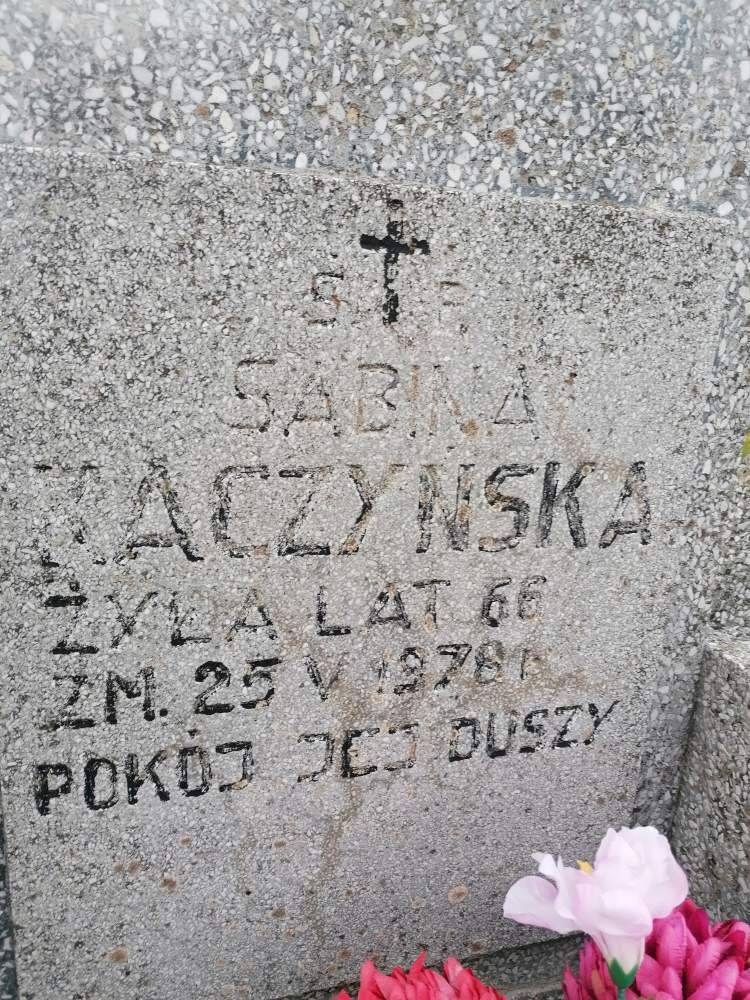 Ś P
SABINA
ŻYŁA LAT 66
ZM. 25 V 1978 r
POKÓJ JEJ DUSZY